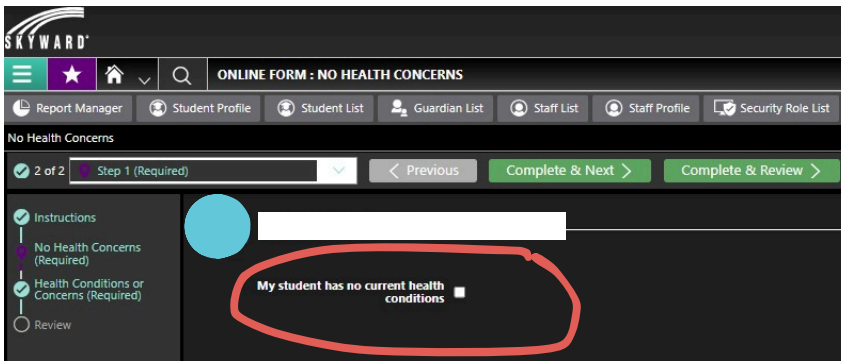 SKYWARD
ONLINE FORM : NO HEALTH CONCERNS
Report Manager Student Profile Student List Guardian List Staff List Staff Profile Security Role List
No Health Concerns
2 of 2 Step 1 (Required) Previous Complete & Next Complete & Review
Instructions
No Health Concerns
(Required)
Health Conditions or
Concerns (Required)
Review
My student has no current health
conditions